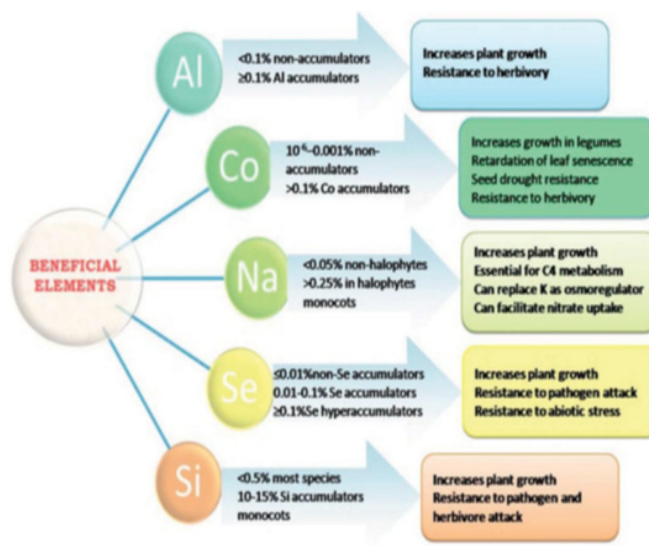 BENEFICIAL
ELEMENTS
Al
<0.1% non-accumulators
≥0.1% Al accumulators
Increases plant growth
Resistance to herbivory
Co
10⁻⁶-0.001% non-
accumulators
>0.1% Co accumulators
Increases growth in legumes
Retardation of leaf senescence
Seed drought resistance
Resistance to herbivory
Na
<0.05% non-halophytes
>0.25% in halophytes
monocots
Increases plant growth
Essential for C4 metabolism
Can replace K as osmoregulator
Can facilitate nitrate uptake
Se
≤0.01%non-Se accumulators
0.01-0.1% Se accumulators
≥0.1%Se hyperaccumulators
Increases plant growth
Resistance to pathogen attack
Resistance to abiotic stress
Si
<0.5% most species
10-15% Si accumulators
monocots
Increases plant growth
Resistance to pathogen and
herbivore attack